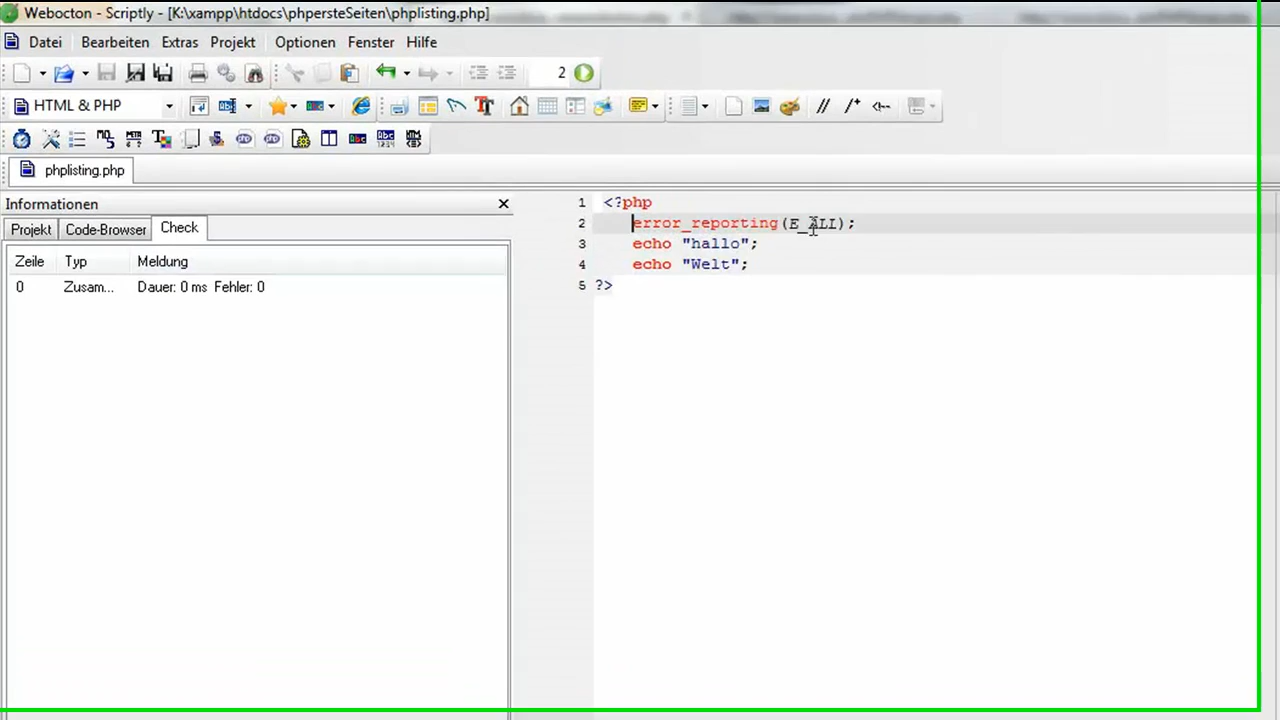 Webocton - Scriptly - [K:\xampp\htdocs\phpersteSeiten\phplisting.php]
Datei Bearbeiten Extras Projekt Optionen Fenster Hilfe
2
HTML & PHP
phplisting.php
Informationen
Projekt Code-Browser Check
Zeile Typ Meldung
0 Zusam... Dauer: 0 ms Fehler: 0
1 <?php
2 error_reporting(E_ALL);
3 echo "hallo";
4 echo "Welt";
5 ?>